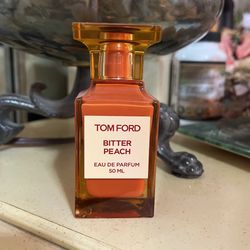 TOM FORD
BITTER
PEACH
EAU DE PARFUM
50 ML